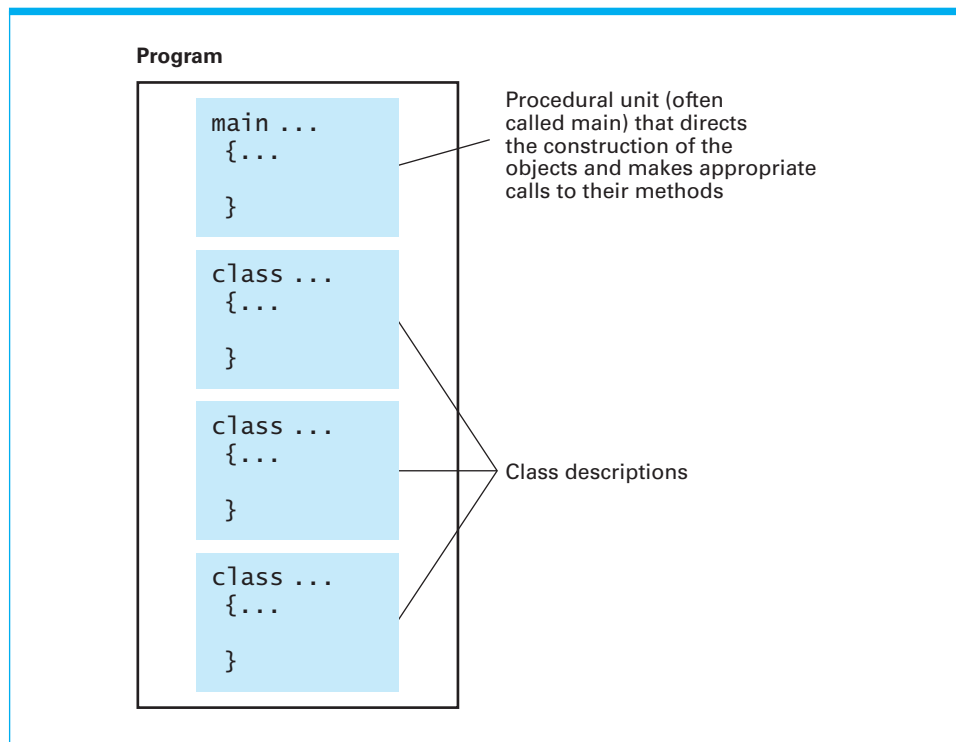 Program
main ...
{...
}
Procedural unit (often
called main) that directs
the construction of the
objects and makes appropriate
calls to their methods
class ...
{...
}
class ...
{...
}
Class descriptions
class ...
{...
}